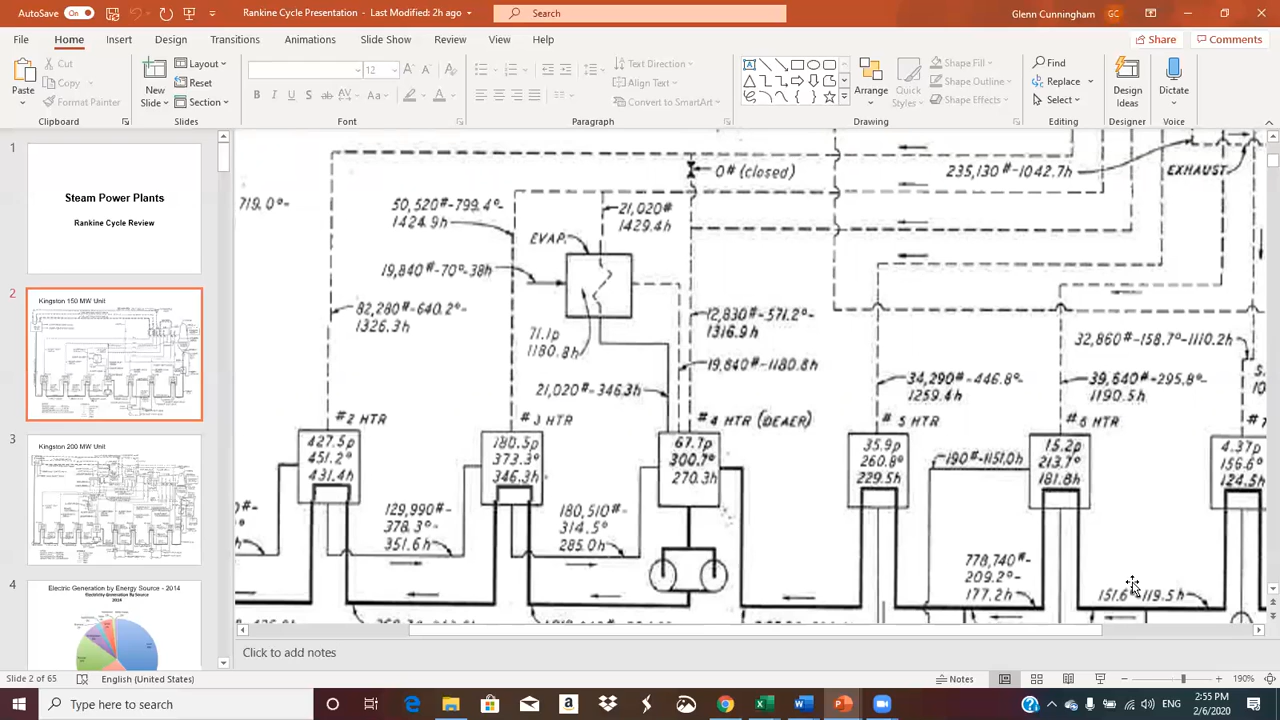 AutoSave On
Rankine Cycle Presentation - Last Modified: 2h ago
Search
Glen Cunningham GC
File Home Insert Draw Design Transitions Animations Slide Show Review View Help
Share Comments
Paste
Cut
Copy
Format Painter
Clipboard
New Slide
Layout
Reset
Section
Slides
12
Font
Text Direction
Align Text
Convert to SmartArt
Paragraph
Arrange
Quick Styles
Shape Fill
Shape Outline
Shape Effects
Drawing
Find
Replace
Select
Editing
Design Ideas
Designer
Dictate
Voice
1
Steam Power Plants
Rankine Cycle Review
2
Kingston 150 MW Unit
3
Kingston 200 MW Unit
4
Electric Generation by Energy Source - 2014
Electricity Generation By Source
2014
719.0°-
50,520#-799.4°-
1424.9h
21,020#
1429.4h
0# (closed)
235,130#-1042.7h
EXHAUST
EVAP.
19,840#-70°-38h
82,280#-640.2°-
1326.3h
71.1p
1180.8h
12,830#-571.2°-
1316.9h
19,840#-1180.8h
21,020#-346.3h
34,290#-446.8°-
1259.4h
39,640#-295.8°-
1190.5h
32,860#-158.7°-1110.2h
#2 HTR
427.5p
451.2°
431.4h
#3 HTR
180.5p
373.3°
346.3h
#4 HTR (DEAER)
67.7p
300.7°
270.3h
#5 HTR
35.9p
260.8°
229.5h
#6 HTR
15.2p
213.7°
181.8h
4.37p
156.6°
124.5h
129,990#-
378.3°-
351.6h
180,510#-
314.5°
285.0h
190#-1151.0h
778,740#-
209.2°-
177.2h
119.5h
Click to add notes
Slide 2 of 65
English (United States)
Notes
190%
Type here to search
2:55 PM
2/6/2020